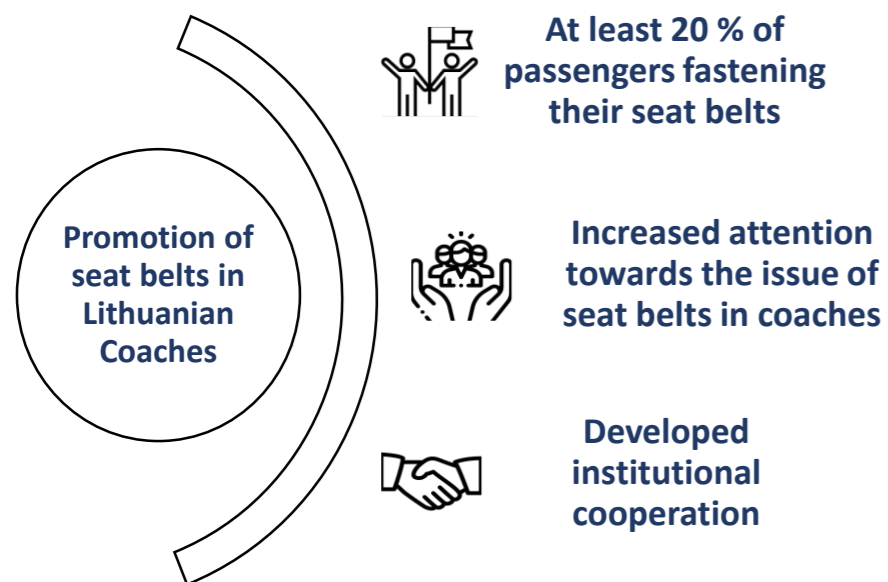 At least 20 % of
passengers fastening
their seat belts
Promotion of
seat belts in
Lithuanian
Coaches
Increased attention
towards the issue of
seat belts in coaches
Developed
institutional
cooperation